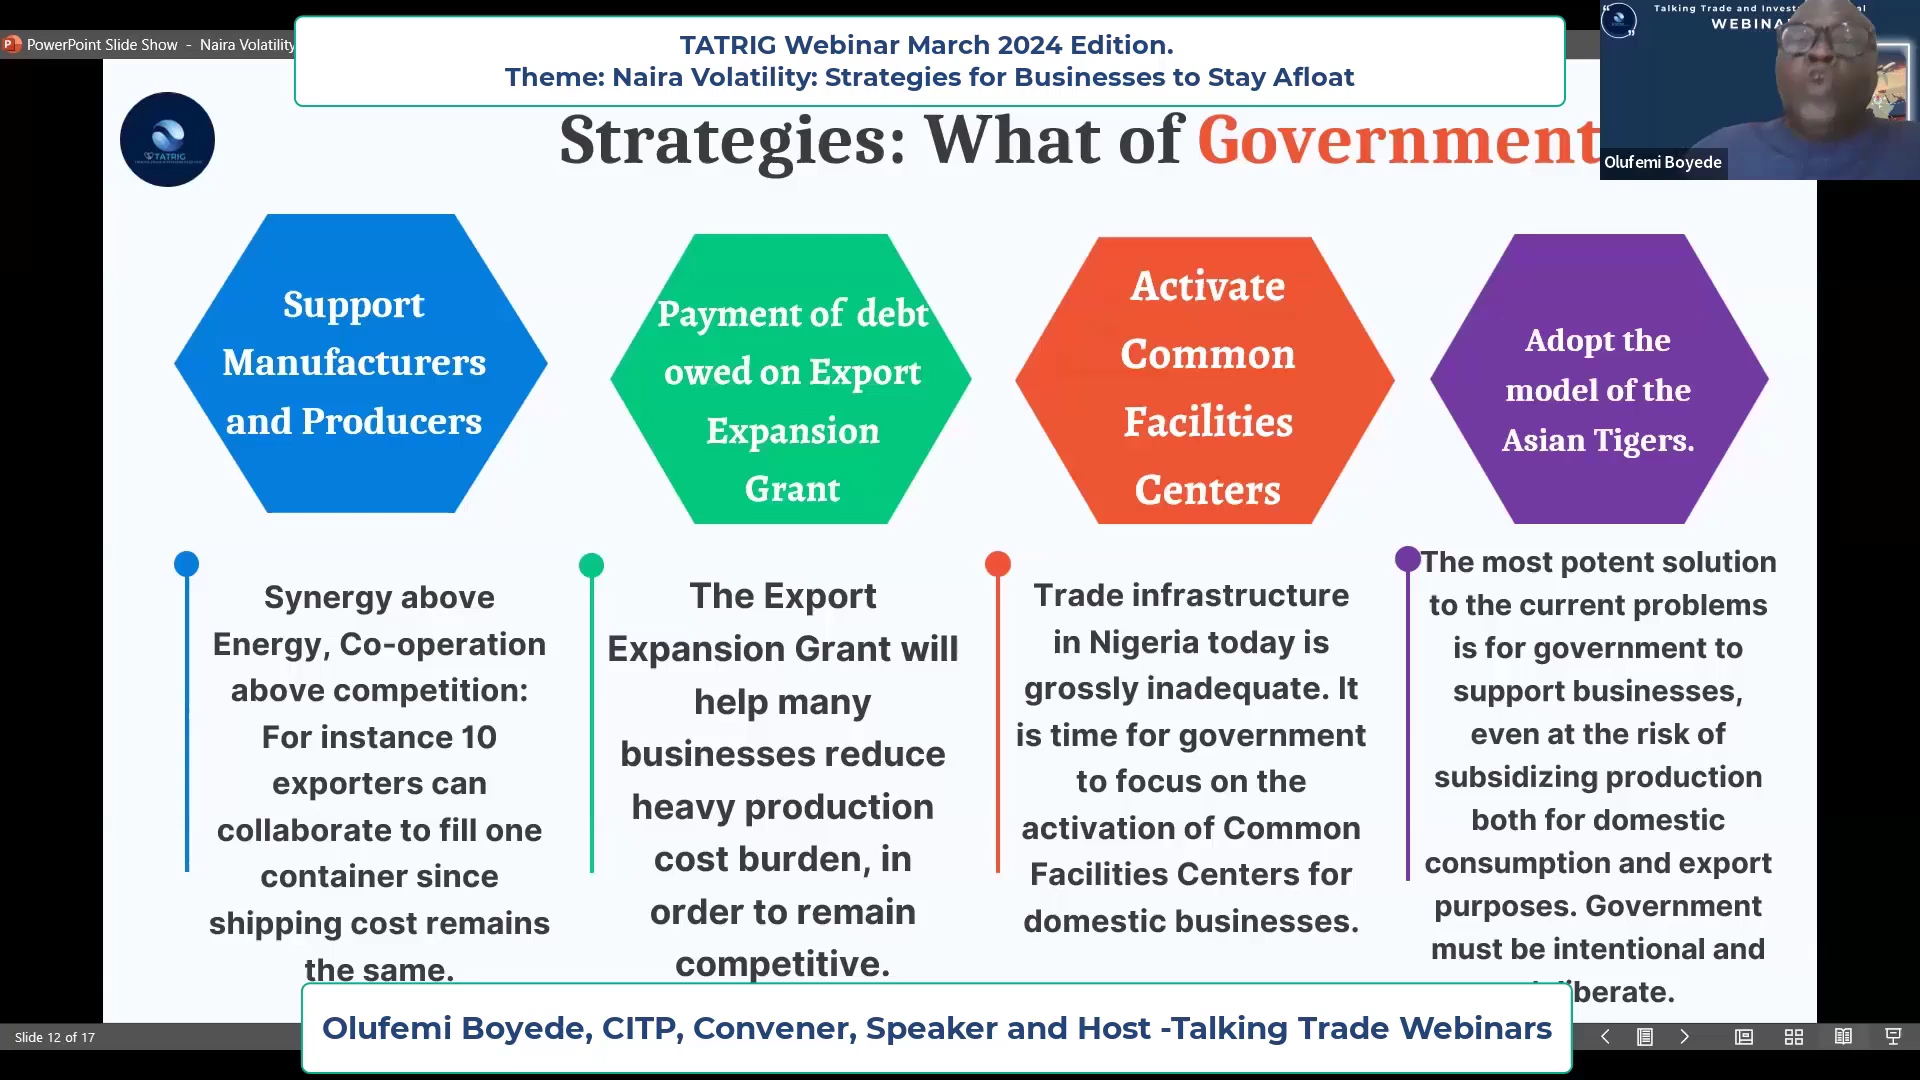 PowerPoint Slide Show - Naira Volatility
TATRIG Webinar March 2024 Edition.
Theme: Naira Volatility: Strategies for Businesses to Stay Afloat
Talking Trade and
Olufemi Boyede
TATRIG
Strategies: What of Government
Support
Manufacturers
and Producers
Synergy above
Energy, Co-operation
above competition:
For instance 10
exporters can
collaborate to fill one
container since
shipping cost remains
the same.
Payment of debt
owed on Export
Expansion
Grant
The Export
Expansion Grant will
help many
businesses reduce
heavy production
cost burden, in
order to remain
competitive.
Activate
Common
Facilities
Centers
Trade infrastructure
in Nigeria today is
grossly inadequate. It
is time for government
to focus on the
activation of Common
Facilities Centers for
domestic businesses.
Adopt the
model of the
Asian Tigers.
The most potent solution
to the current problems
is for government to
support businesses,
even at the risk of
subsidizing production
both for domestic
consumption and export
purposes. Government
must be intentional and
Olufemi Boyede, CITP, Convener, Speaker and Host -Talking Trade Webinars
Slide 12 of 17